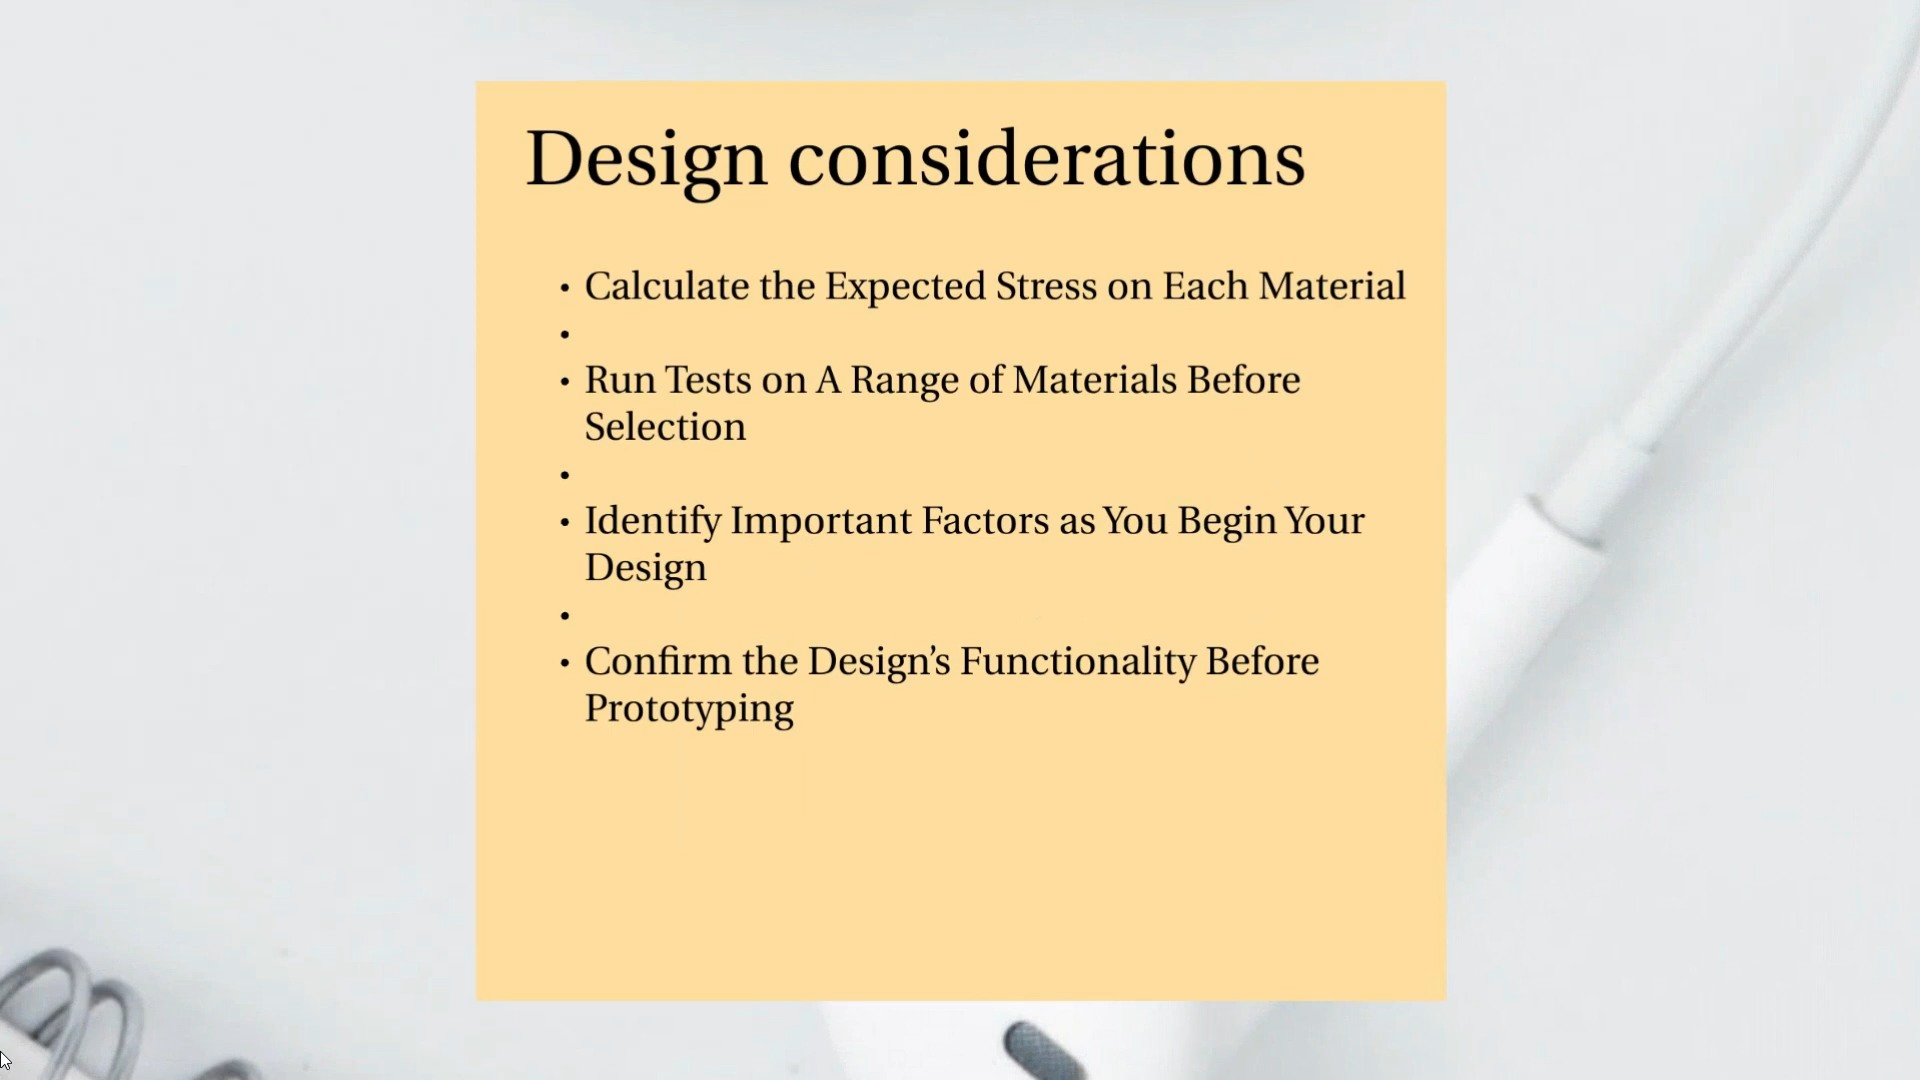 Design considerations
• Calculate the Expected Stress on Each Material
•
• Run Tests on A Range of Materials Before
Selection
•
• Identify Important Factors as You Begin Your
Design
•
• Confirm the Design’s Functionality Before
Prototyping